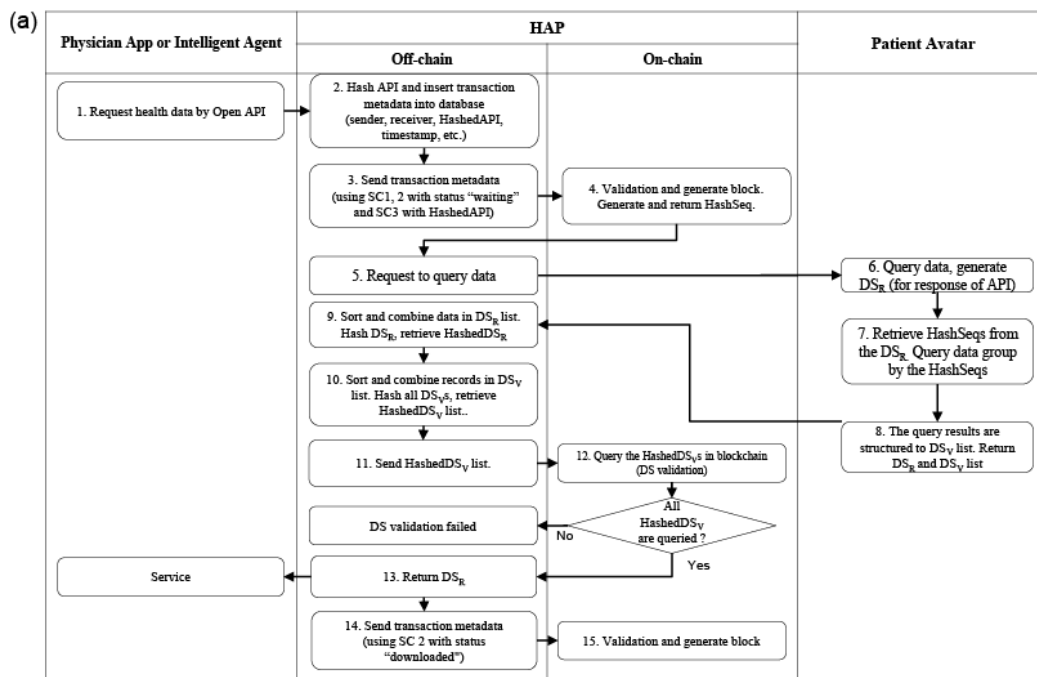 (a)
Physician App or Intelligent Agent
HAP
Patient Avatar
Off-chain
On-chain
1. Request health data by Open API
2. Hash API and insert transaction
metadata into database
(sender, receiver, HashedAPI,
timestamp, etc.)
3. Send transaction metadata
(using SC1, 2 with status “waiting”
and SC3 with HashedAPI)
4. Validation and generate block.
Generate and return HashSeq.
5. Request to query data
6. Query data, generate
DSR (for response of API)
7. Retrieve HashSeqs from
the DSR. Query data group
by the HashSeqs
8. The query results are
structured to DSV list. Return
DSR and DSV list
9. Sort and combine data in DSR list.
Hash DSR, retrieve HashedDSR
10. Sort and combine records in DSV
list. Hash all DSVs, retrieve
HashedDSV list..
11. Send HashedDSV list.
12. Query the HashedDSVs in blockchain
(DS validation)
All
HashedDSV
are queried ?
No
Yes
DS validation failed
13. Return DSR
Service
14. Send transaction metadata
(using SC 2 with status
“downloaded”)
15. Validation and generate block